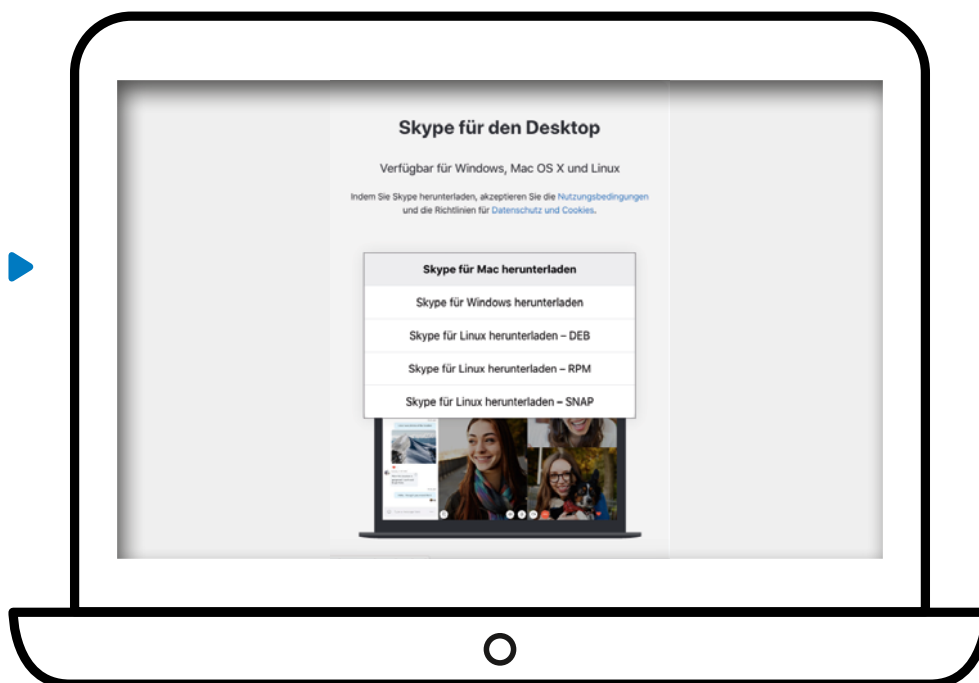 Skype für den Desktop
Verfügbar für Windows, Mac OS X und Linux
Indem Sie Skype herunterladen, akzeptieren Sie die Nutzungsbedingungen
und die Richtlinien für Datenschutz und Cookies.
Skype für Mac herunterladen
Skype für Windows herunterladen
Skype für Linux herunterladen – DEB
Skype für Linux herunterladen – RPM
Skype für Linux herunterladen – SNAP